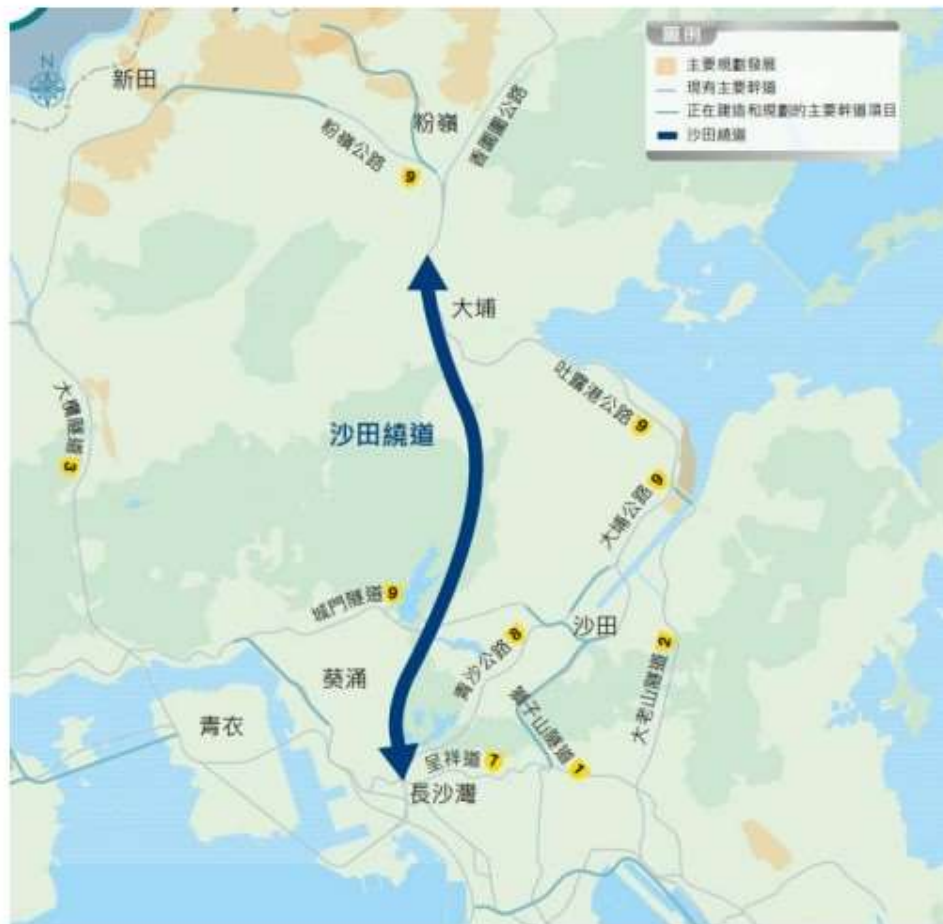 圖例
主要規劃發展
現有主要幹道
正在建造和規劃的主要幹道項目
沙田繞道
N
新田
粉嶺
粉嶺公路
9
香園圍公路
大埔
吐露港公路
9
大欖隧道
3
沙田繞道
大埔公路
9
城門隧道
9
沙田
青沙公路
8
大老山隧道
2
葵涌
獅子山隧道
1
青衣
呈祥道
7
長沙灣